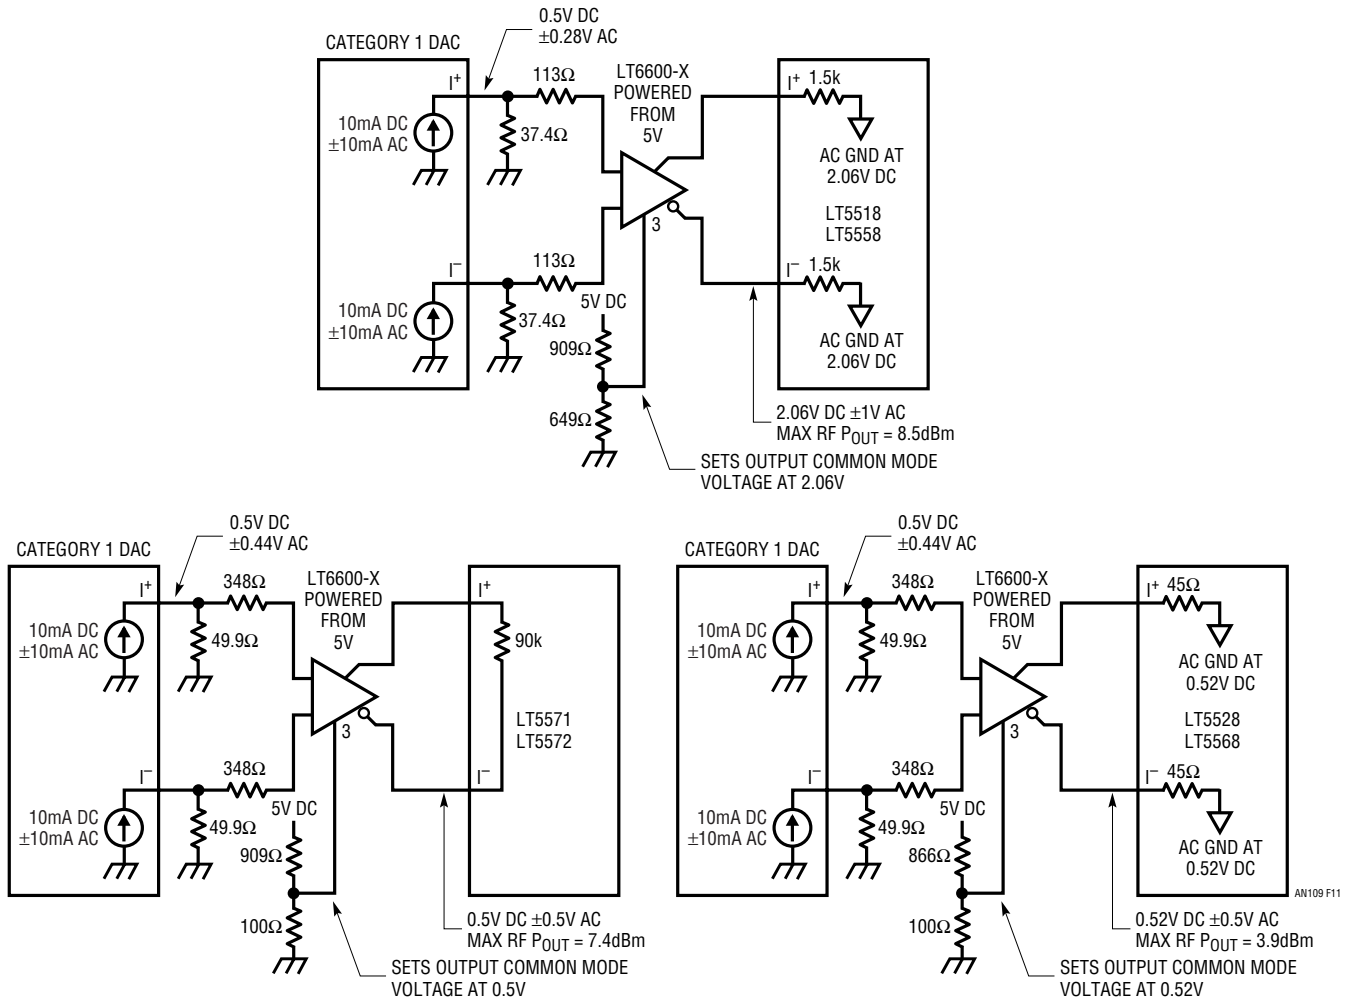 0.5V DC
±0.28V AC
CATEGORY 1 DAC
I+
10mA DC
±10mA AC
113Ω
37.4Ω
LT6600-X
POWERED
FROM
5V
I+
1.5k
AC GND AT
2.06V DC
LT5518
LT5558
3
I–
10mA DC
±10mA AC
113Ω
37.4Ω
5V DC
909Ω
649Ω
I–
1.5k
AC GND AT
2.06V DC
2.06V DC ±1V AC
MAX RF POUT = 8.5dBm
SETS OUTPUT COMMON MODE
VOLTAGE AT 2.06V
0.5V DC
±0.44V AC
CATEGORY 1 DAC
I+
10mA DC
±10mA AC
348Ω
49.9Ω
LT6600-X
POWERED
FROM
5V
I+
90k
LT5571
LT5572
3
I–
10mA DC
±10mA AC
348Ω
49.9Ω
5V DC
909Ω
100Ω
I–
0.5V DC ±0.5V AC
MAX RF POUT = 7.4dBm
SETS OUTPUT COMMON MODE
VOLTAGE AT 0.5V
0.5V DC
±0.44V AC
CATEGORY 1 DAC
I+
10mA DC
±10mA AC
348Ω
49.9Ω
LT6600-X
POWERED
FROM
5V
I+
45Ω
AC GND AT
0.52V DC
LT5528
LT5568
3
I–
10mA DC
±10mA AC
348Ω
49.9Ω
5V DC
866Ω
100Ω
I–
45Ω
AC GND AT
0.52V DC
AN109 F11
0.52V DC ±0.5V AC
MAX RF POUT = 3.9dBm
SETS OUTPUT COMMON MODE
VOLTAGE AT 0.52V